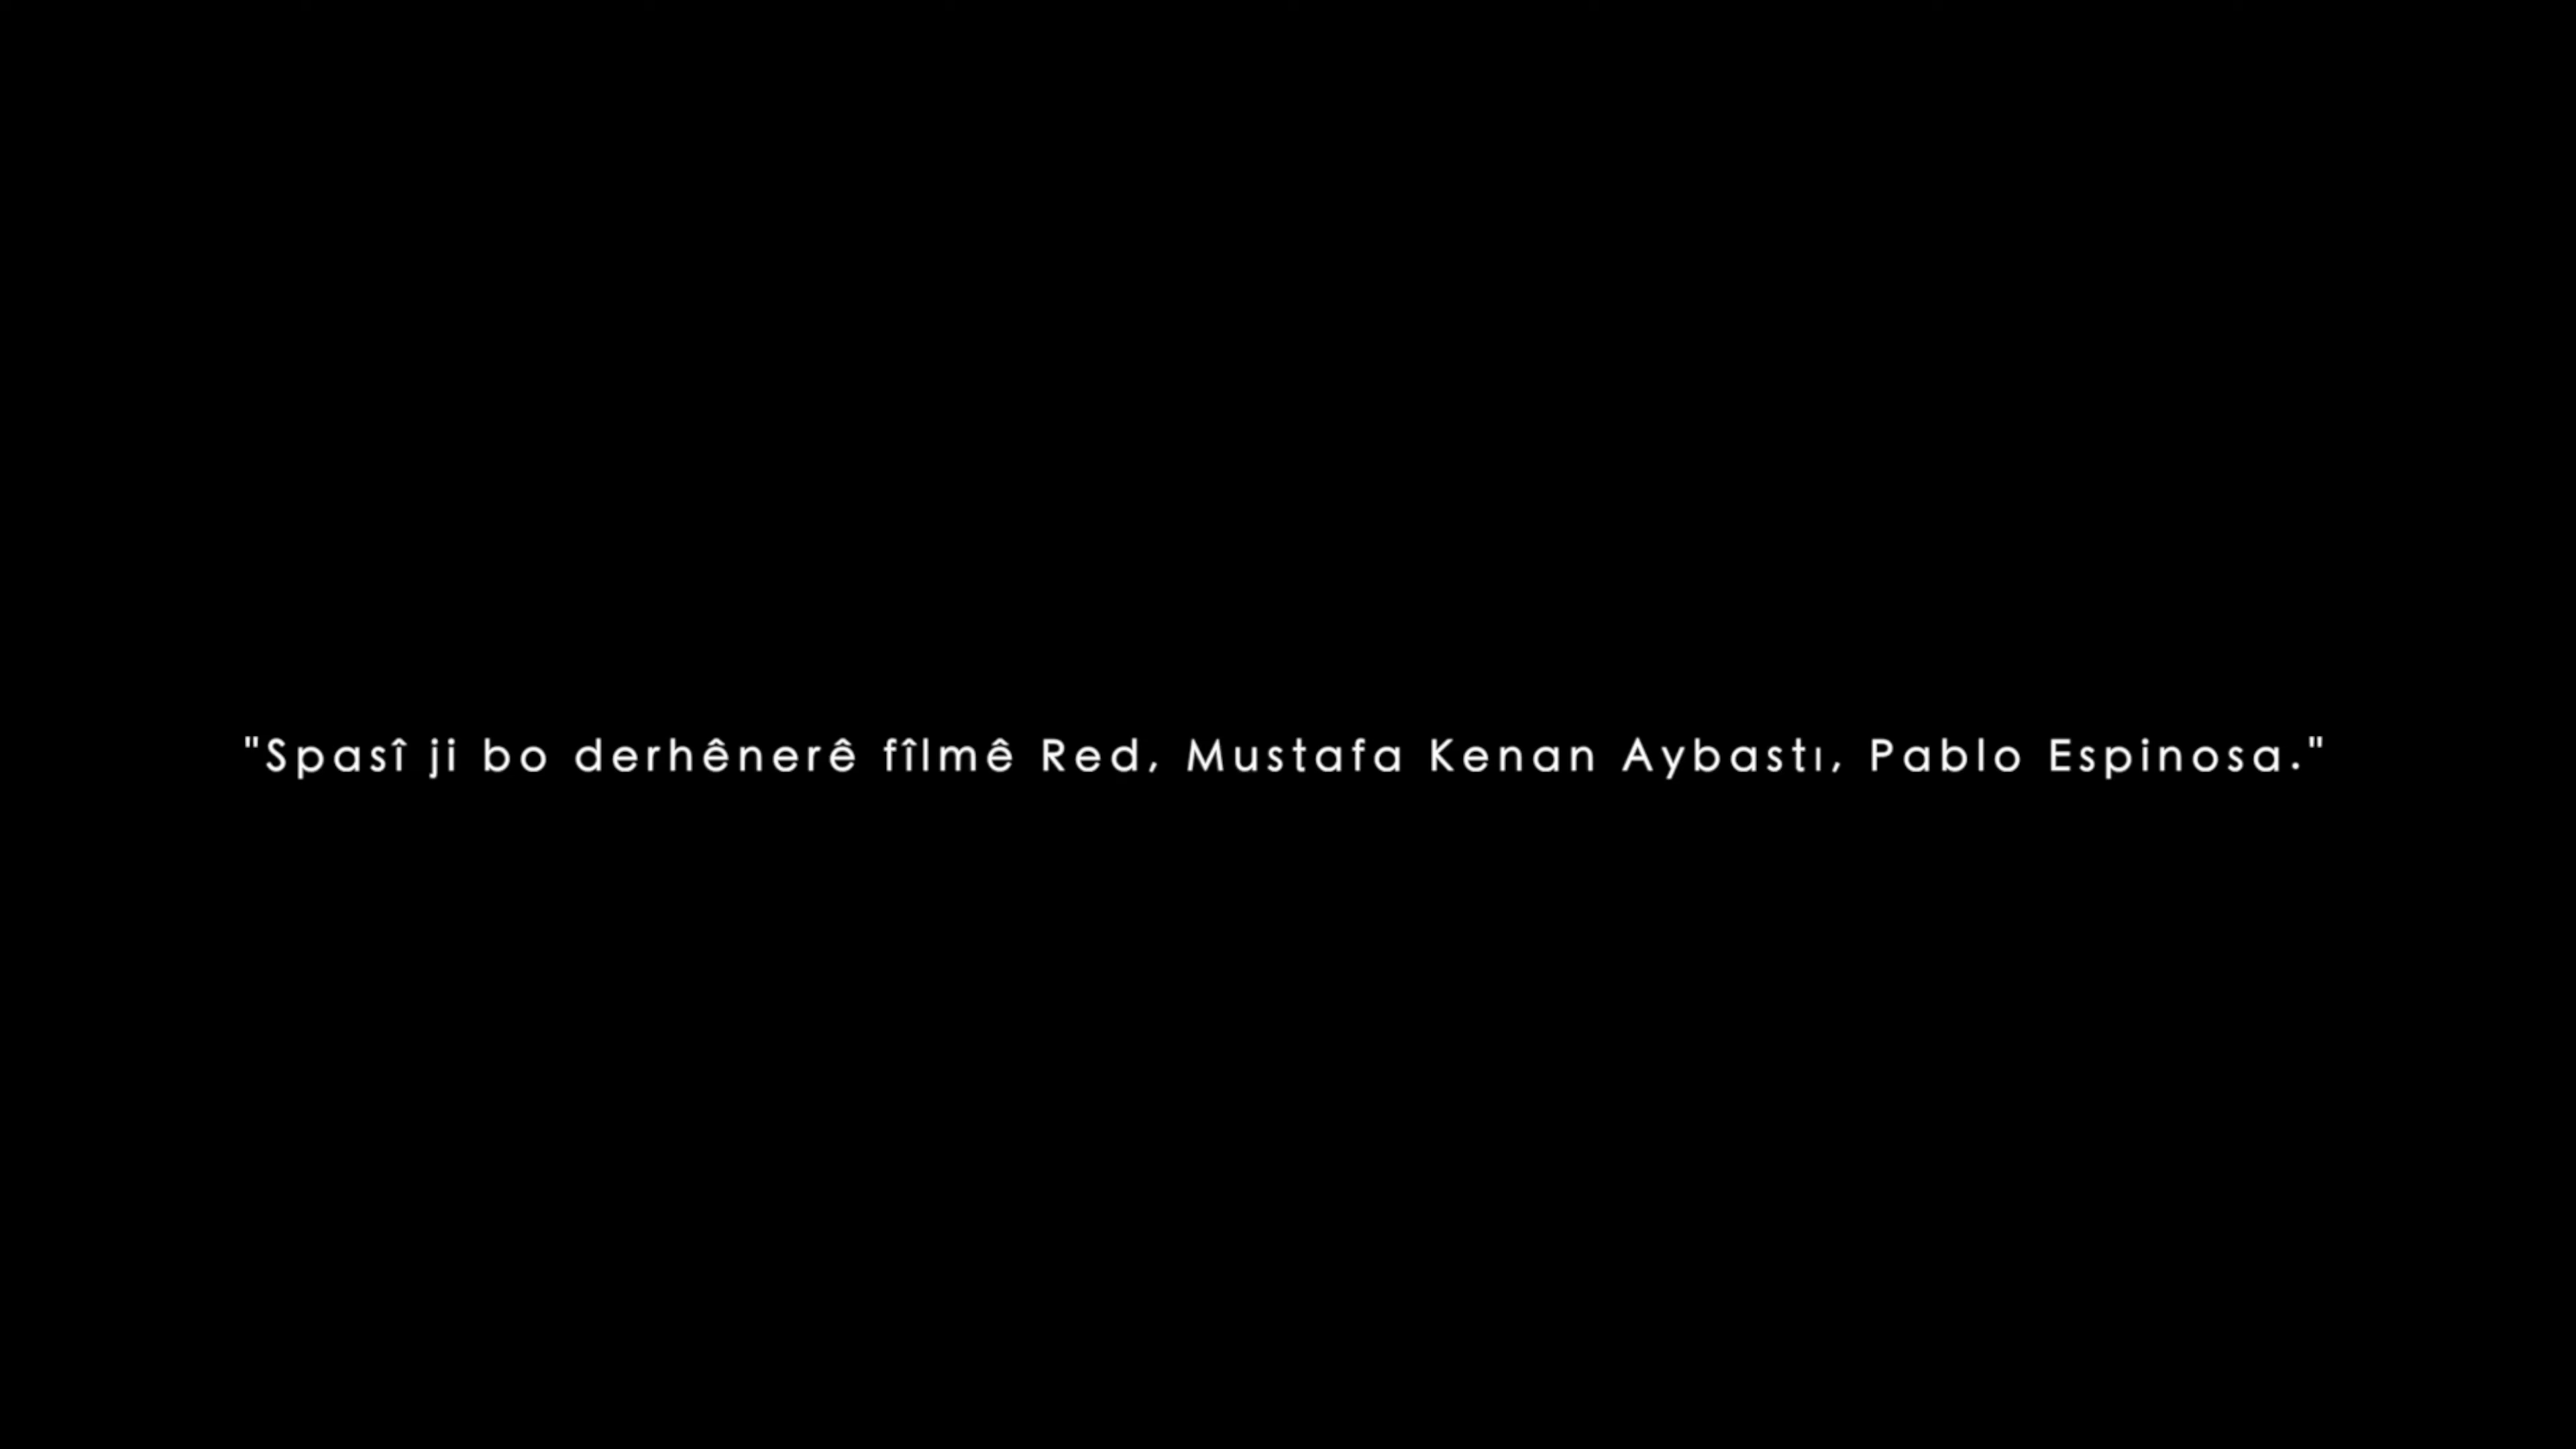 "Spasî ji bo derhênerê fîlmê Red, Mustafa Kenan Aybastı, Pablo Espinosa."